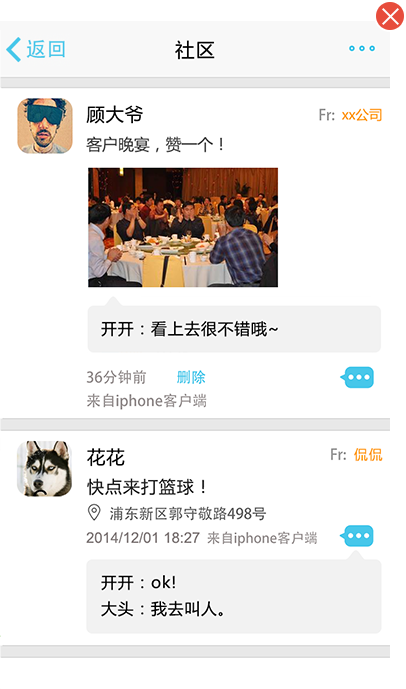 返回
社区
顾大爷
Fr: xx公司
客户晚宴，赞一个！
开开：看上去很不错哦~
36分钟前 删除
来自iphone客户端
花花
Fr: 侃侃
快点来打篮球！
浦东新区郭守敬路498号
2014/12/01 18:27 来自iphone客户端
开开：ok!
大头：我去叫人。